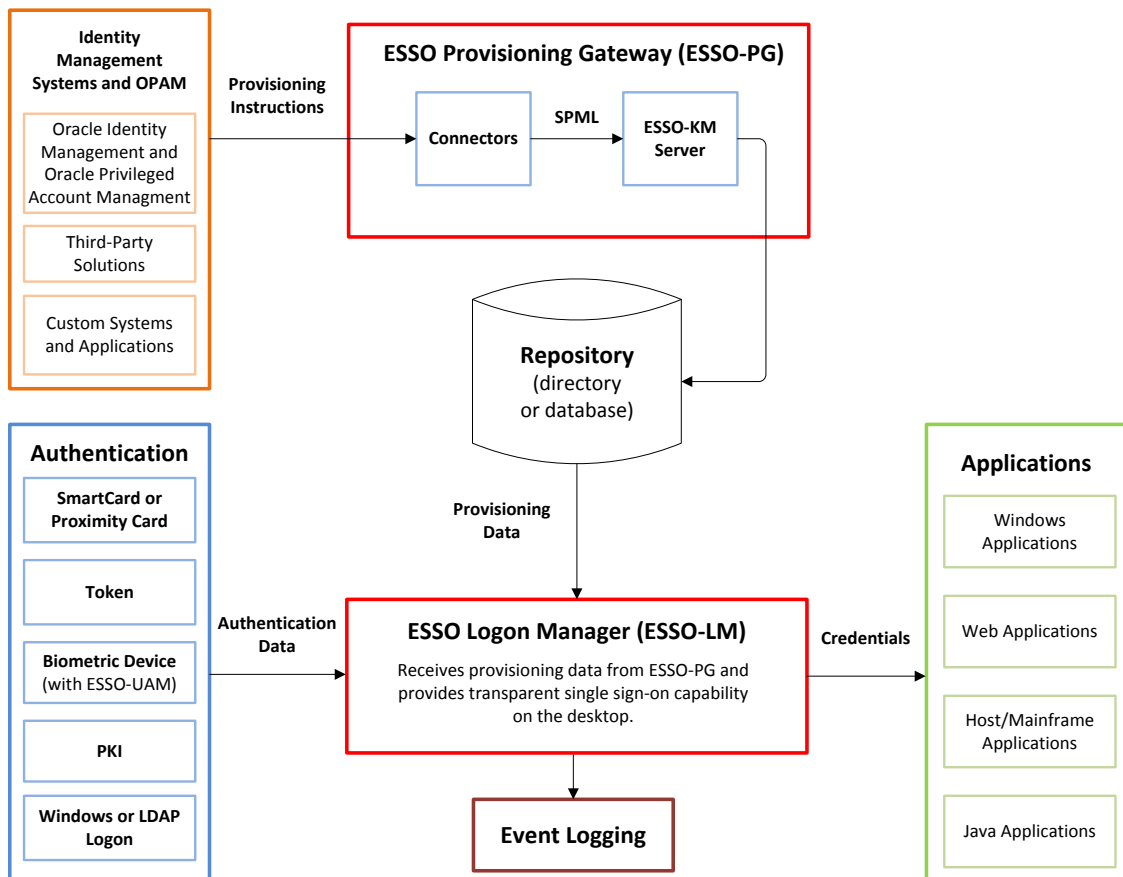 Identity
Management
Systems and OPAM
Oracle Identity
Management and
Oracle Privileged
Account Managment
Third-Party
Solutions
Custom Systems
and Applications
Provisioning
Instructions
ESSO Provisioning Gateway (ESSO-PG)
Connectors
SPML
ESSO-KM
Server
Repository
(directory
or database)
Provisioning
Data
Authentication
SmartCard or
Proximity Card
Token
Biometric Device
(with ESSO-UAM)
PKI
Windows or LDAP
Logon
Authentication
Data
ESSO Logon Manager (ESSO-LM)
Receives provisioning data from ESSO-PG and
provides transparent single sign-on capability
on the desktop.
Event Logging
Credentials
Applications
Windows
Applications
Web Applications
Host/Mainframe
Applications
Java Applications